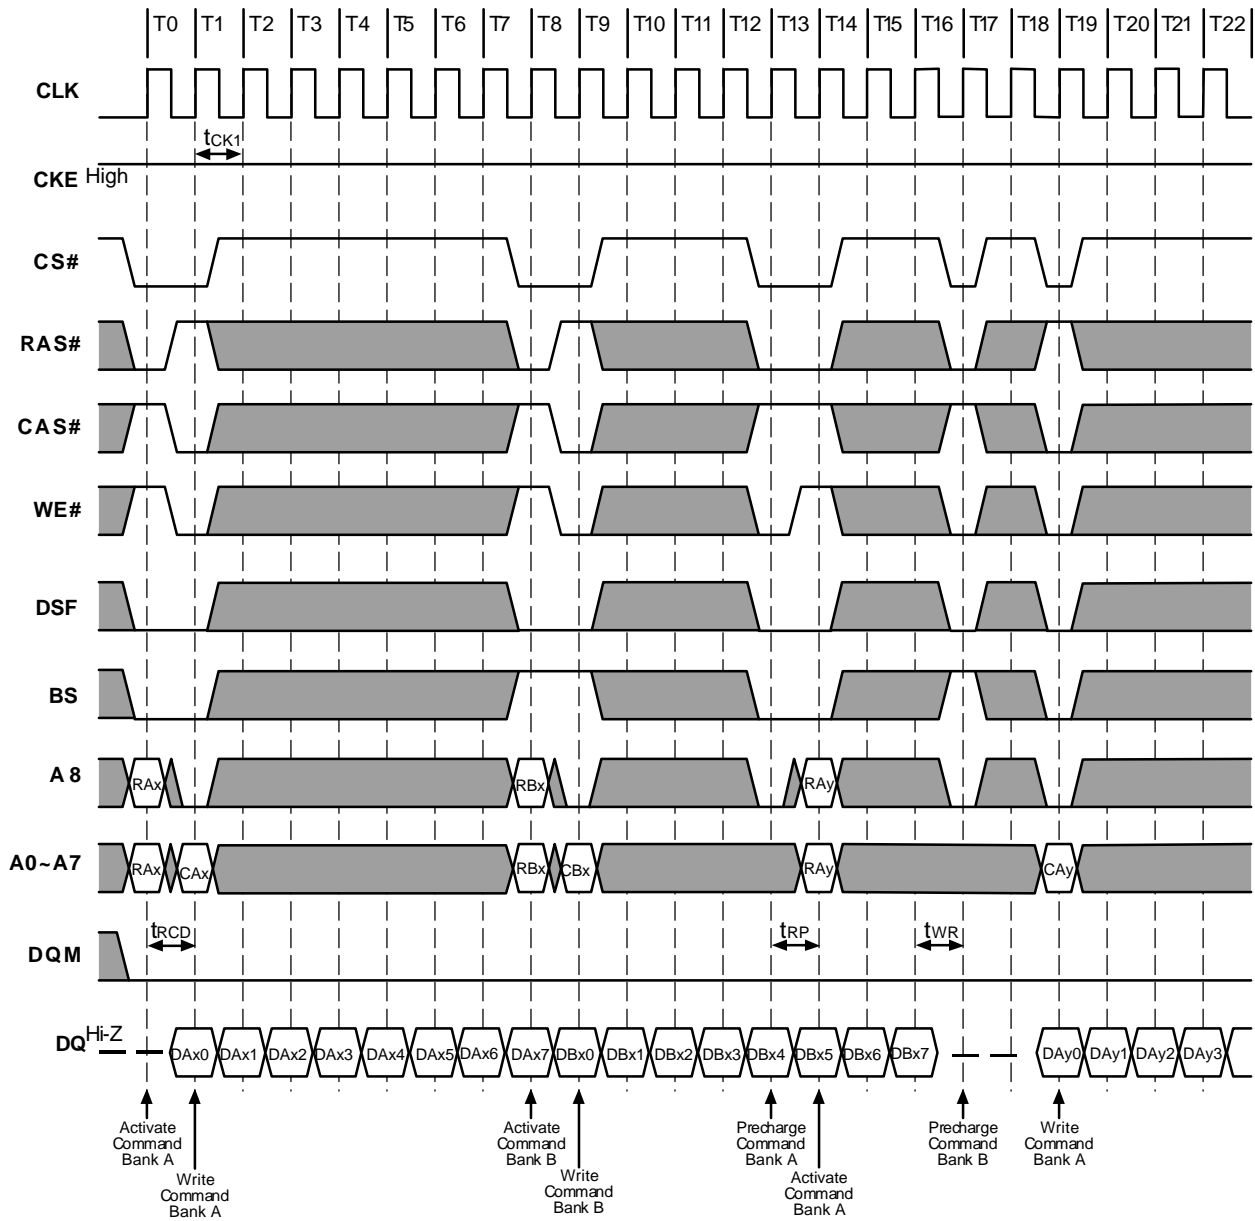 T0 T1 T2 T3 T4 T5 T6 T7 T8 T9 T10 T11 T12 T13 T14 T15 T16 T17 T18 T19 T20 T21 T22
CLK
tCK1
CKE High
CS#
RAS#
CAS#
WE#
DSF
BS
A8 RAx RBx RAy
A0~A7 RAx CAx RBx CBx RAy CAy
tRCD tRP tWR
DQM
DQ Hi-Z DAx0 DAx1 DAx2 DAx3 DAx4 DAx5 DAx6 DAx7 DBx0 DBx1 DBx2 DBx3 DBx4 DBx5 DBx6 DBx7 DAy0 DAy1 DAy2 DAy3
Activate
Command
Bank A
Write
Command
Bank A
Activate
Command
Bank B
Write
Command
Bank B
Precharge
Command
Bank A
Activate
Command
Bank A
Precharge
Command
Bank B
Write
Command
Bank A